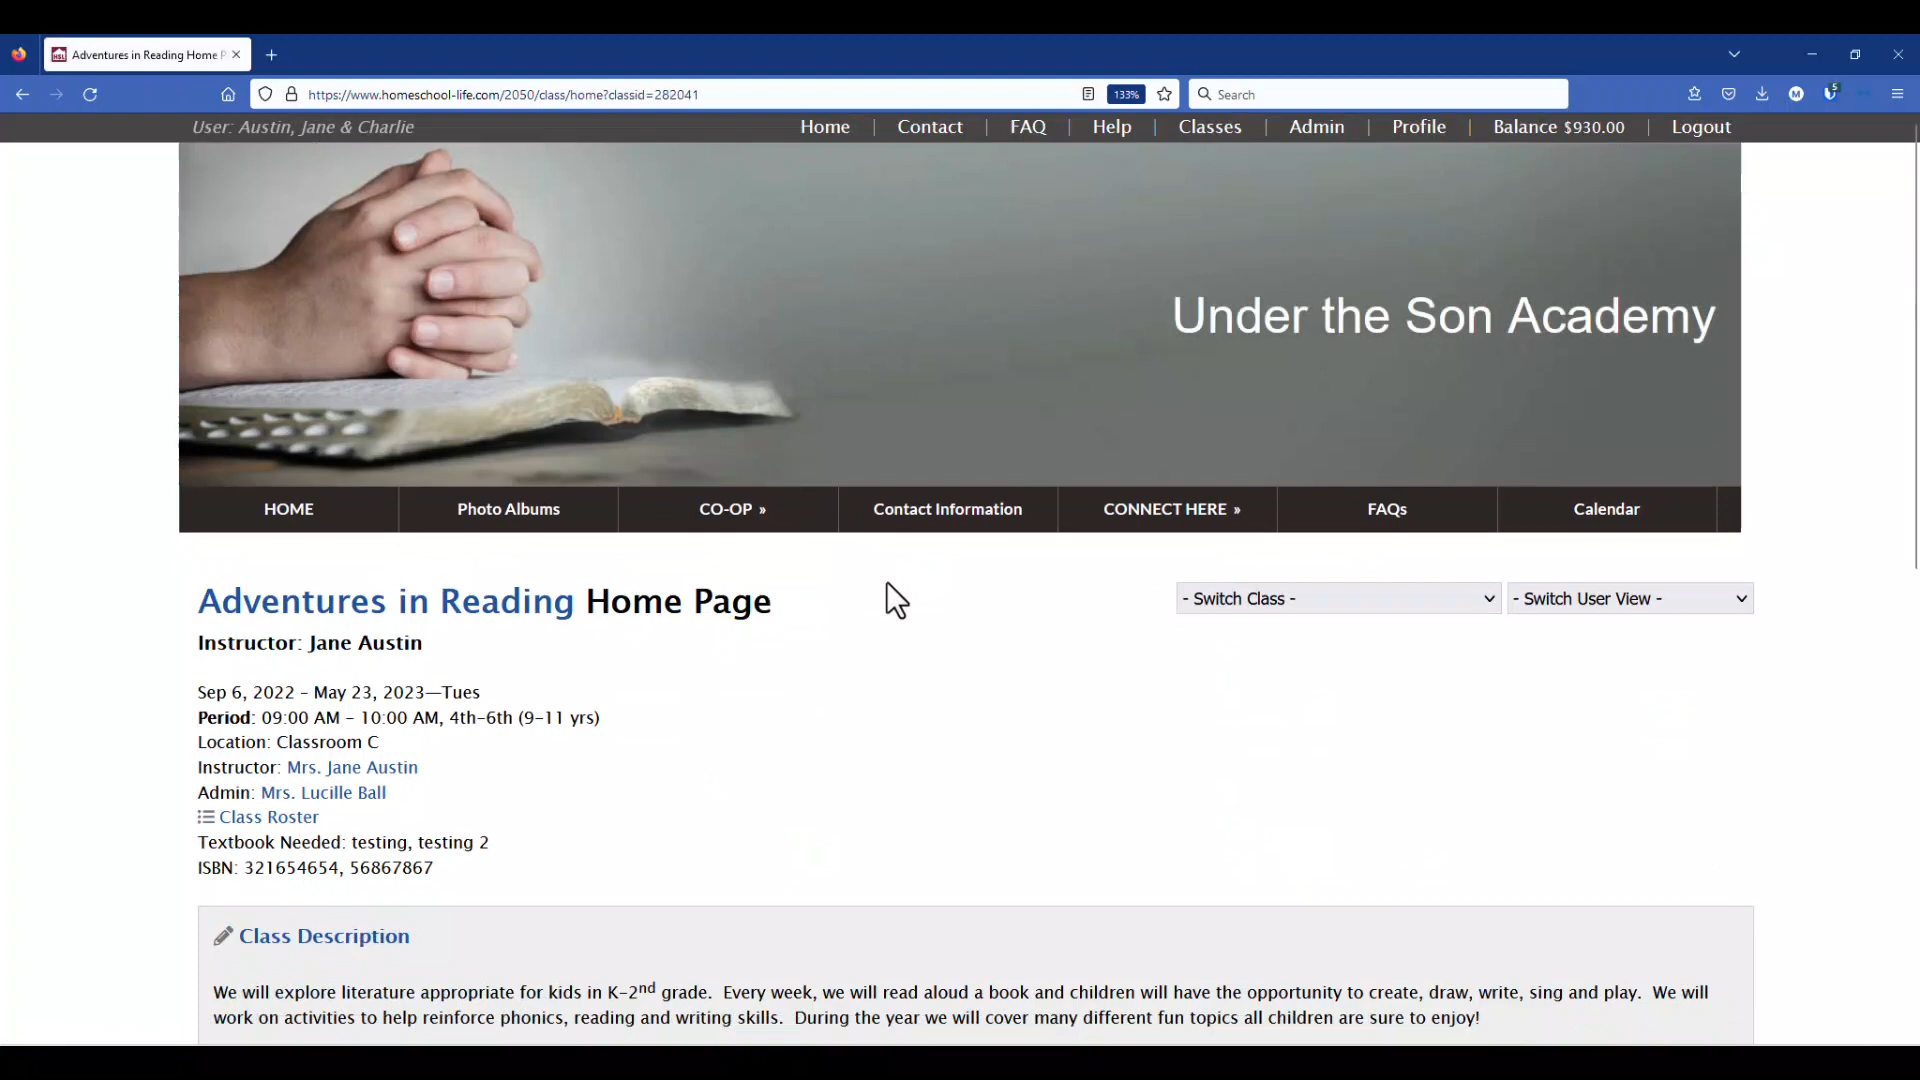 Adventures in Reading Home P
https://www.homeschool-life.com/2050/class/home?classid=282041
133%
Search
M
5
User: Austin, Jane & Charlie
Home | Contact | FAQ | Help | Classes | Admin | Profile | Balance $930.00 | Logout
Under the Son Academy
HOME
Photo Albums
CO-OP »
Contact Information
CONNECT HERE »
FAQs
Calendar
Adventures in Reading Home Page
- Switch Class -
- Switch User View -
Instructor: Jane Austin
Sep 6, 2022 – May 23, 2023—Tues
Period: 09:00 AM – 10:00 AM, 4th–6th (9–11 yrs)
Location: Classroom C
Instructor: Mrs. Jane Austin
Admin: Mrs. Lucille Ball
Class Roster
Textbook Needed: testing, testing 2
ISBN: 321654654, 56867867
Class Description
We will explore literature appropriate for kids in K–2nd grade.  Every week, we will read aloud a book and children will have the opportunity to create, draw, write, sing and play.  We will
work on activities to help reinforce phonics, reading and writing skills.  During the year we will cover many different fun topics all children are sure to enjoy!